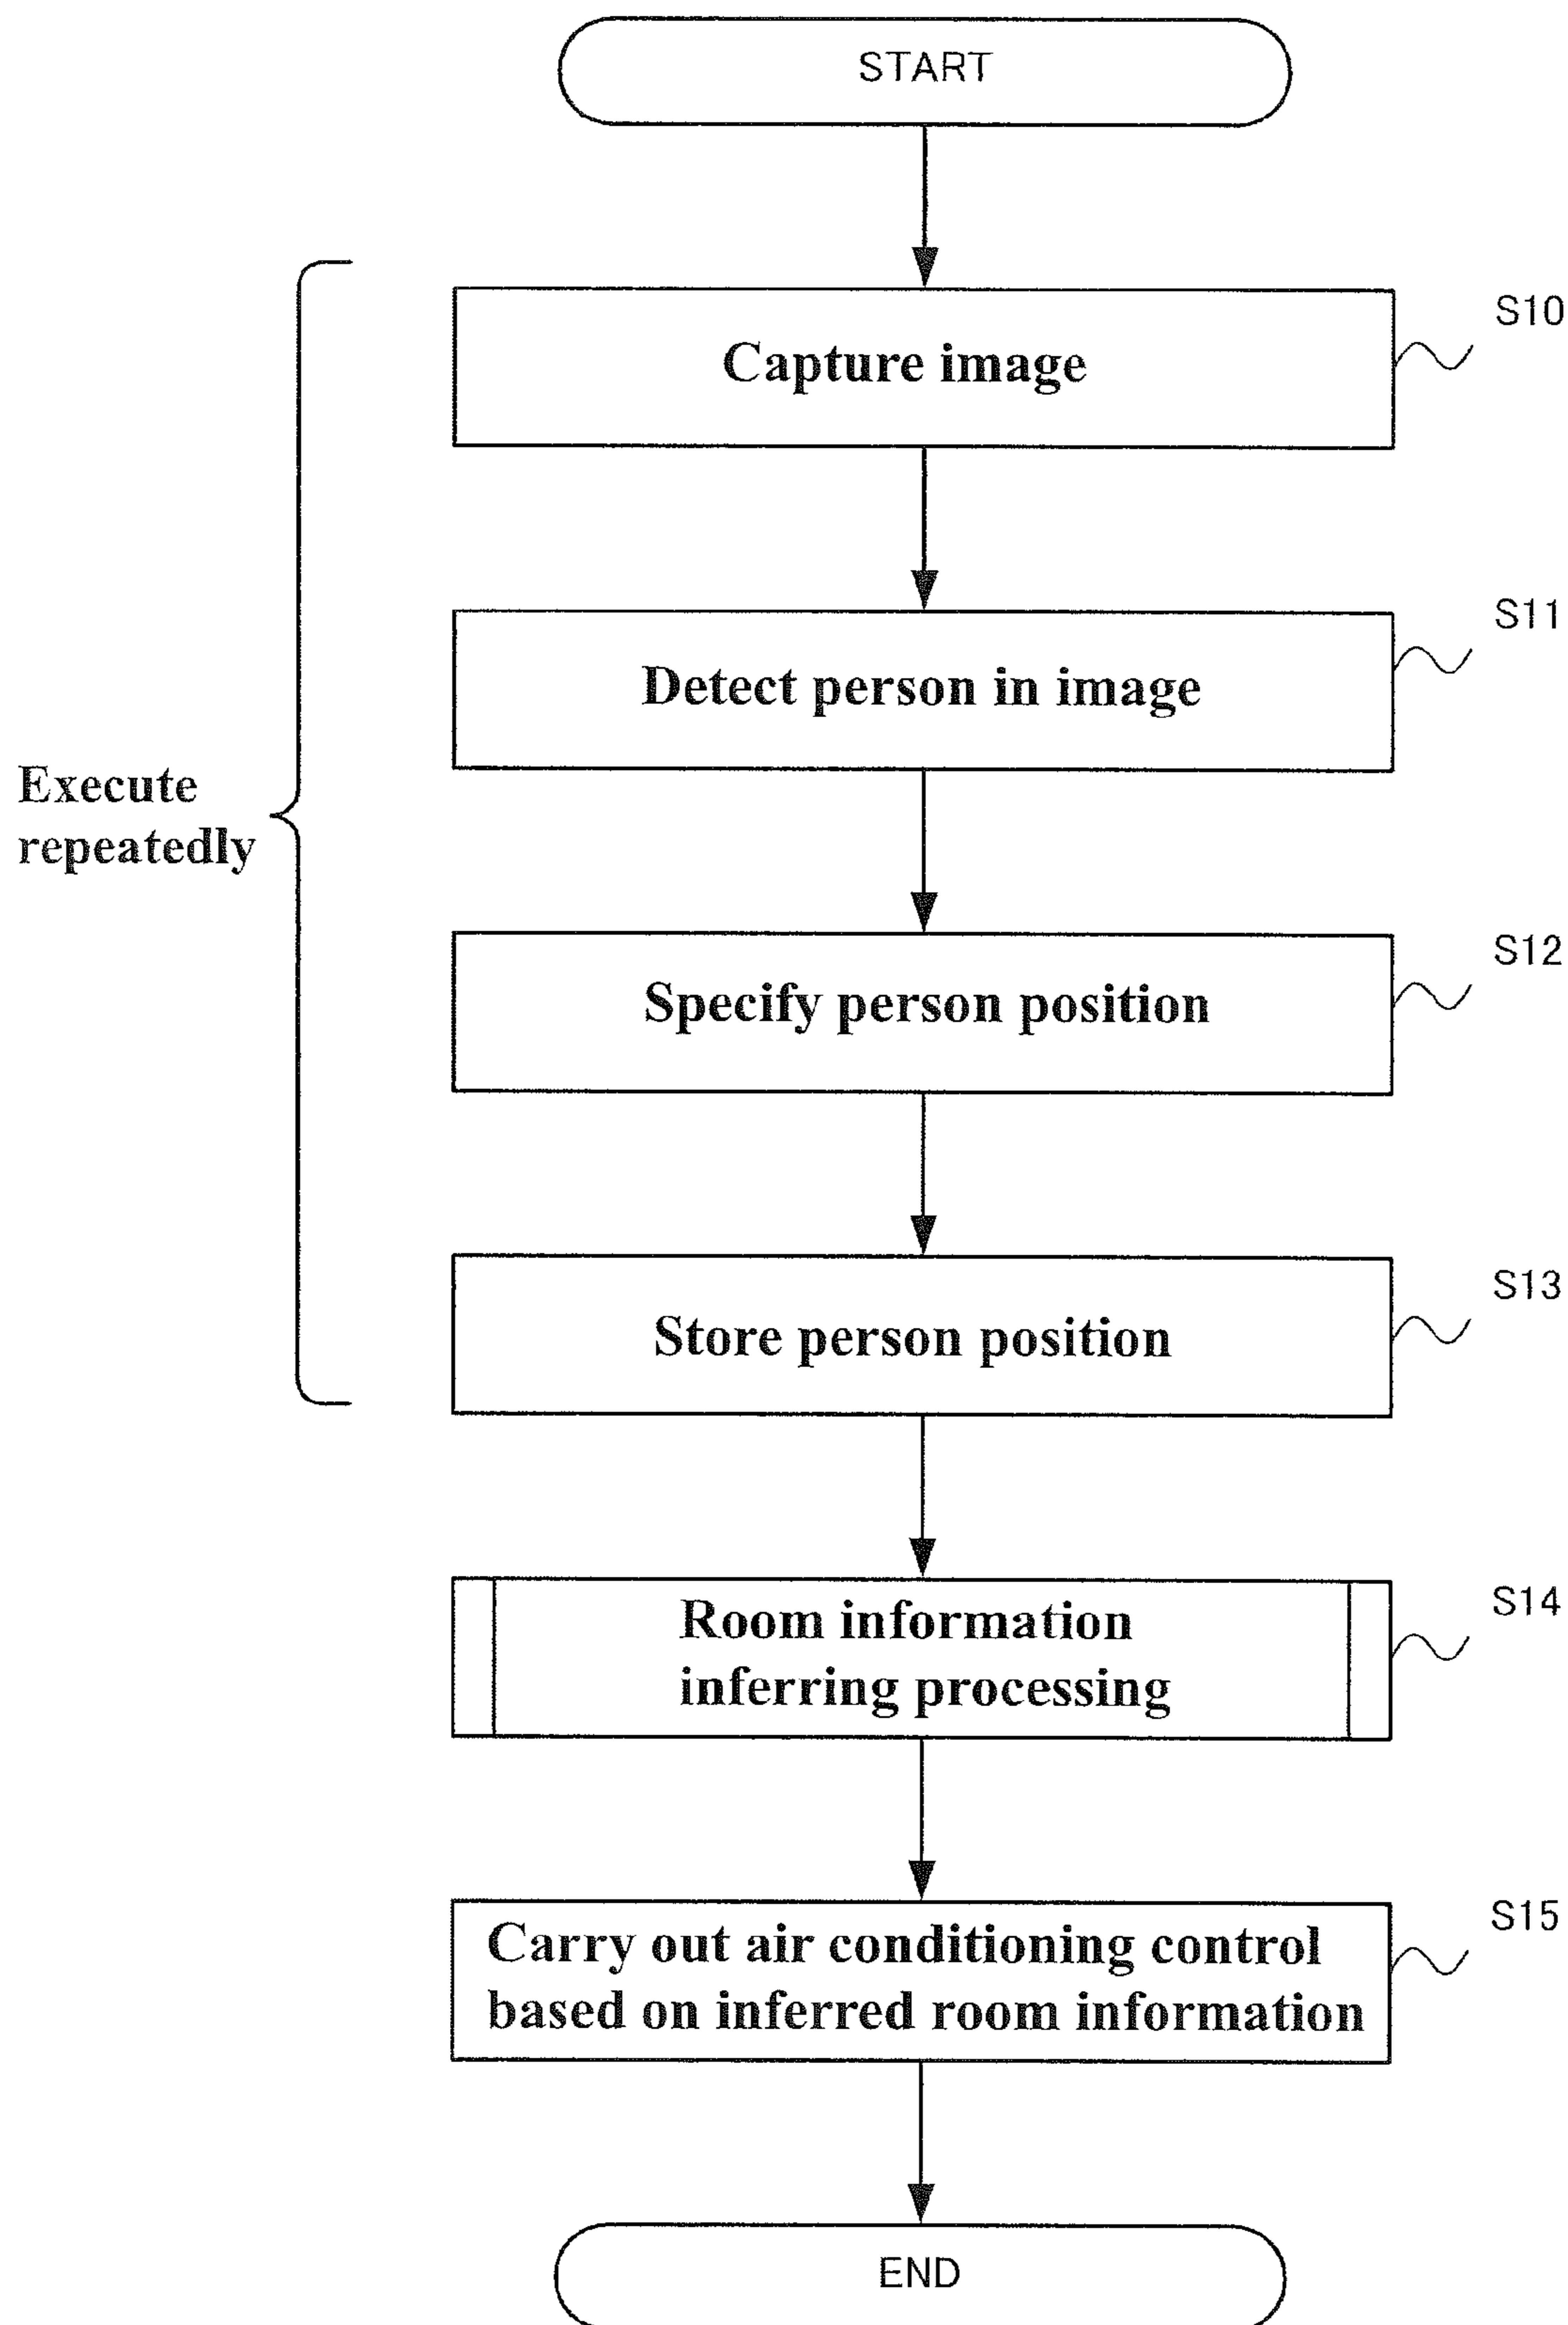 START
Capture image
S10
Detect person in image
S11
Execute
repeatedly
Specify person position
S12
Store person position
S13
Room information
inferring processing
S14
Carry out air conditioning control
based on inferred room information
S15
END